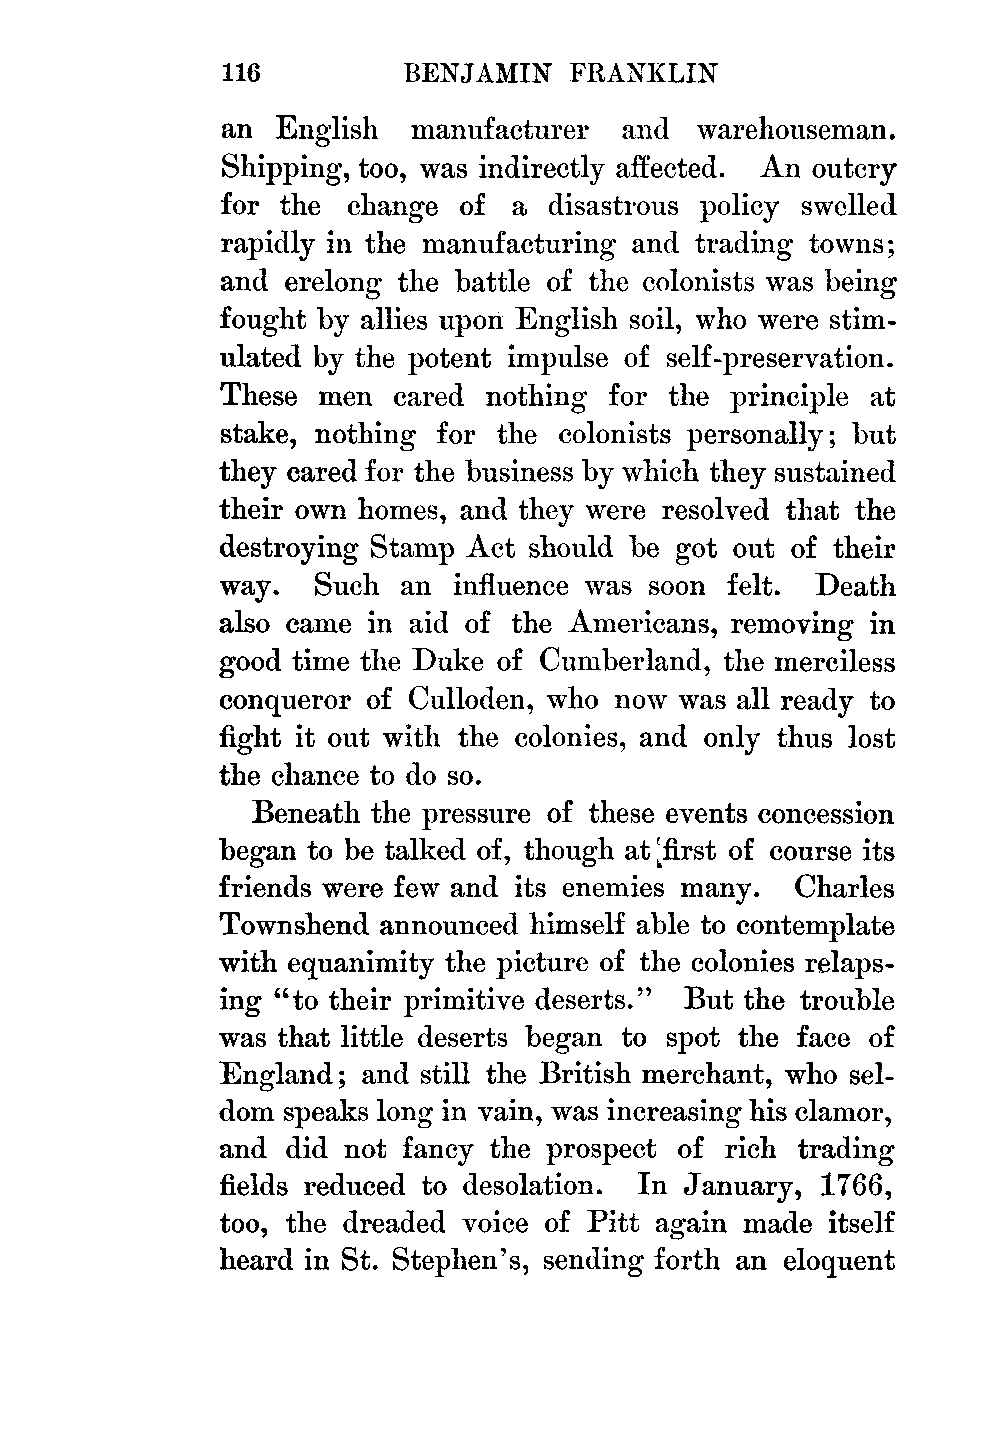 116 BENJAMIN FRANKLIN
an English manufacturer and warehouseman.
Shipping, too, was indirectly affected. An outcry
for the change of a disastrous policy swelled
rapidly in the manufacturing and trading towns;
and erelong the battle of the colonists was being
fought by allies upon English soil, who were stim-
ulated by the potent impulse of self-preservation.
These men cared nothing for the principle at
stake, nothing for the colonists personally; but
they cared for the business by which they sustained
their own homes, and they were resolved that the
destroying Stamp Act should be got out of their
way. Such an influence was soon felt. Death
also came in aid of the Americans, removing in
good time the Duke of Cumberland, the merciless
conqueror of Culloden, who now was all ready to
fight it out with the colonies, and only thus lost
the chance to do so.
Beneath the pressure of these events concession
began to be talked of, though at first of course its
friends were few and its enemies many. Charles
Townshend announced himself able to contemplate
with equanimity the picture of the colonies relaps-
ing "to their primitive deserts." But the trouble
was that little deserts began to spot the face of
England; and still the British merchant, who sel-
dom speaks long in vain, was increasing his clamor,
and did not fancy the prospect of rich trading
fields reduced to desolation. In January, 1766,
too, the dreaded voice of Pitt again made itself
heard in St. Stephen's, sending forth an eloquent